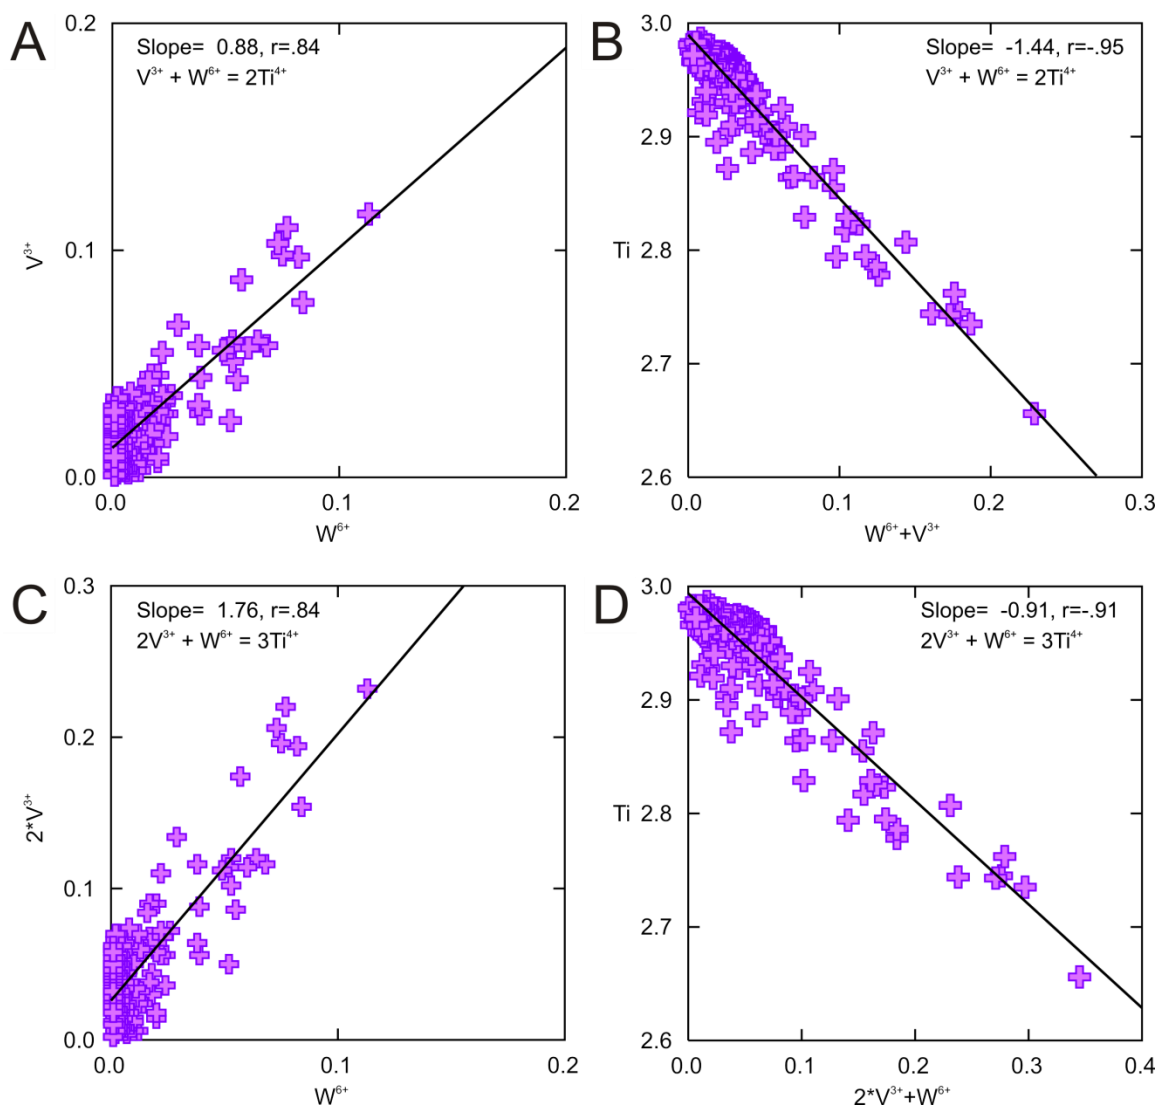 A
Slope= 0.88, r=.84
V³⁺ + W⁶⁺ = 2Ti⁴⁺
0.2
0.1
0.0
V³⁺
0.0
0.1
0.2
W⁶⁺
B
Slope= -1.44, r=-.95
V³⁺ + W⁶⁺ = 2Ti⁴⁺
3.0
2.9
2.8
2.7
2.6
Ti
0.0
0.1
0.2
0.3
W⁶⁺+V³⁺
C
Slope= 1.76, r=.84
2V³⁺ + W⁶⁺ = 3Ti⁴⁺
0.3
0.2
0.1
0.0
2*V³⁺
0.0
0.1
0.2
W⁶⁺
D
Slope= -0.91, r=-.91
2V³⁺ + W⁶⁺ = 3Ti⁴⁺
3.0
2.9
2.8
2.7
2.6
Ti
0.0
0.1
0.2
0.3
0.4
2*V³⁺+W⁶⁺